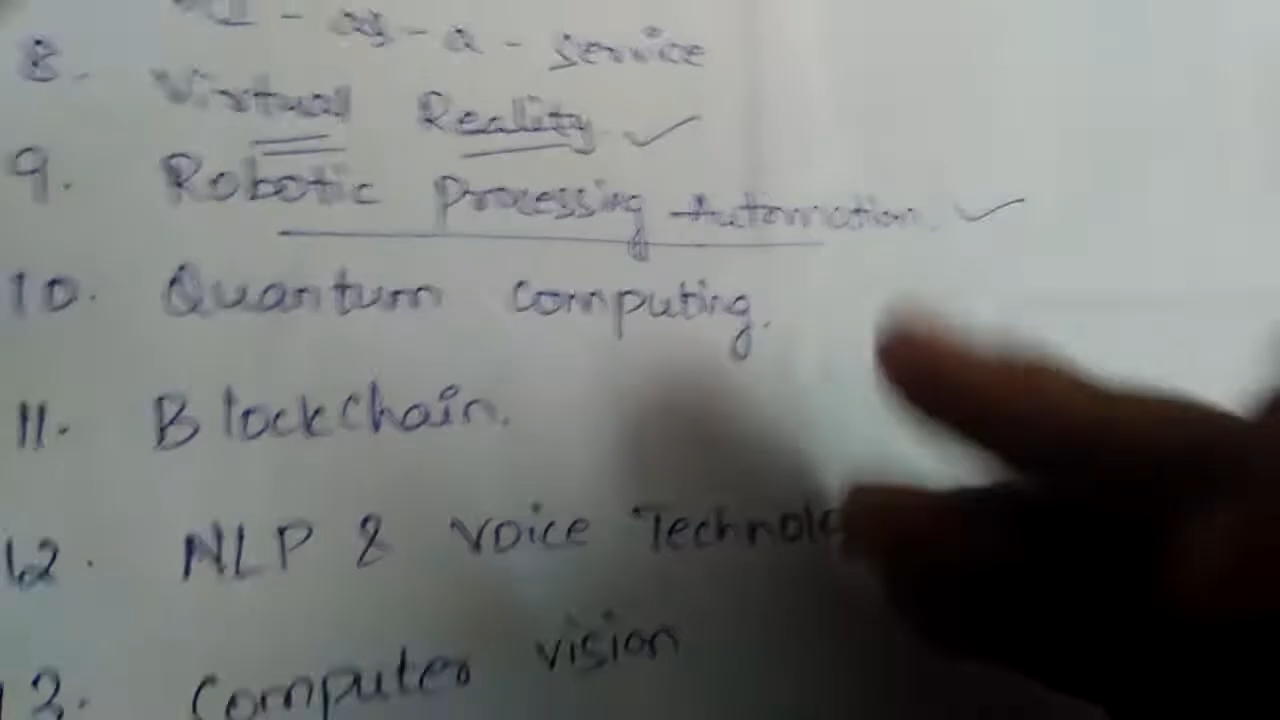 - as - a - service
8. Virtual Reality ✓
9. Robotic Processing Automation. ✓
10. Quantum Computing.
11. Blockchain.
12. NLP & Voice
13. Computer vision